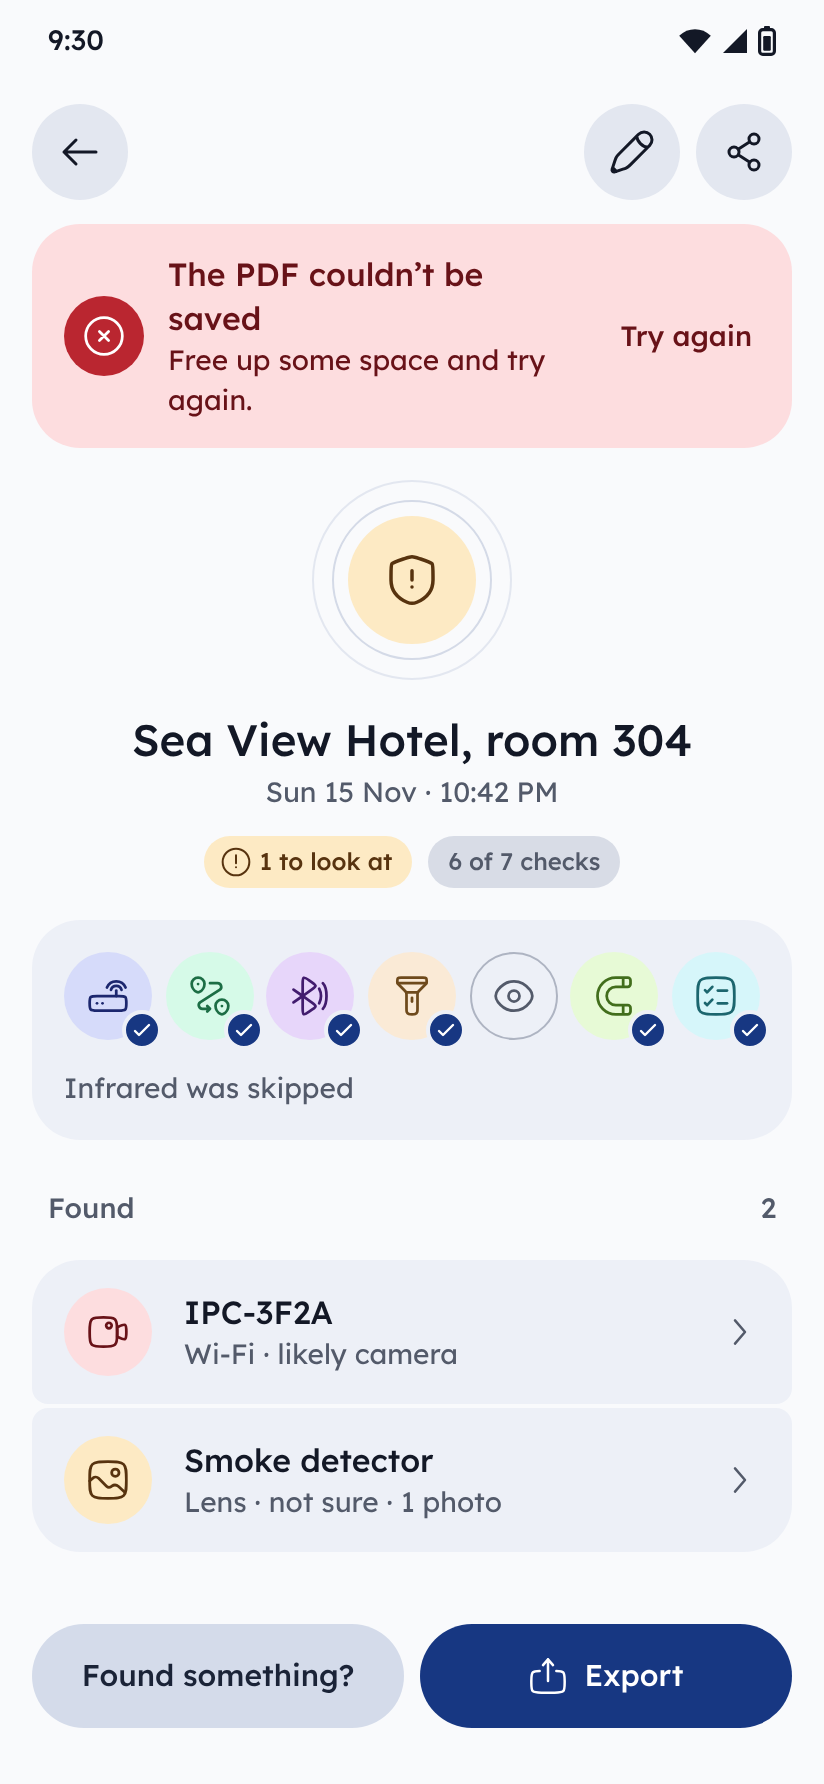 9:30
The PDF couldn’t be
saved
Free up some space and try
again.
Try again
Sea View Hotel, room 304
Sun 15 Nov · 10:42 PM
1 to look at
6 of 7 checks
Infrared was skipped
Found
2
IPC-3F2A
Wi-Fi · likely camera
Smoke detector
Lens · not sure · 1 photo
Found something?
Export